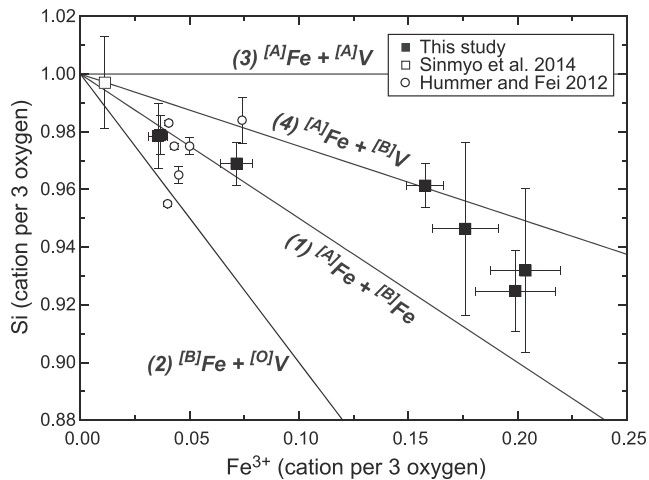 1.02
1.00
0.98
0.96
0.94
0.92
0.90
0.88
Si (cation per 3 oxygen)
(3) [A]Fe + [A]V
■ This study
□ Sinmyo et al. 2014
○ Hummer and Fei 2012
(4) [A]Fe + [B]V
(1) [A]Fe + [B]Fe
(2) [B]Fe + [O]V
0.00 0.05 0.10 0.15 0.20 0.25
Fe3+ (cation per 3 oxygen)